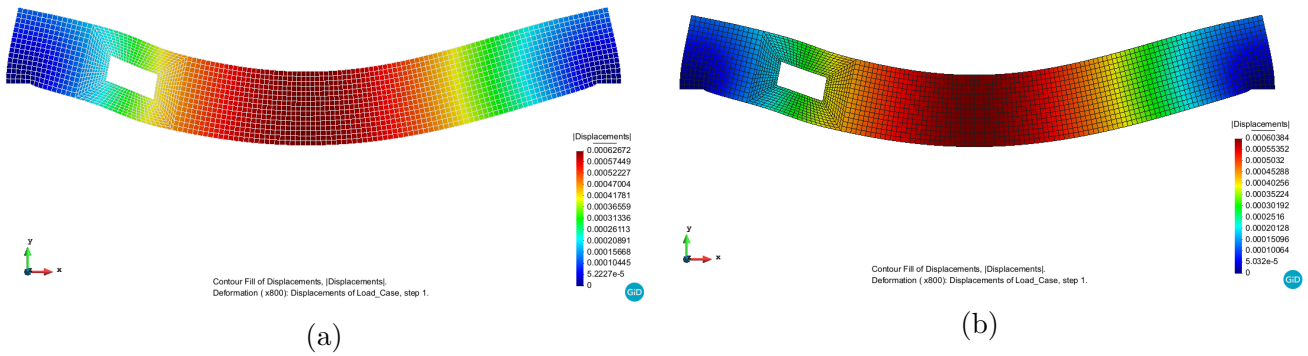 |Displacements|
0.00062672
0.00057449
0.00052227
0.00047004
0.00041781
0.00036559
0.00031336
0.00026113
0.00020891
0.00015668
0.00010445
5.2227e-5
0
y
x
Contour Fill of Displacements, |Displacements|.
Deformation ( x800): Displacements of Load_Case, step 1.
GiD
(a)
|Displacements|
0.00060384
0.00055352
0.0005032
0.00045288
0.00040256
0.00035224
0.00030192
0.0002516
0.00020128
0.00015096
0.00010064
5.032e-5
0
y
x
Contour Fill of Displacements, |Displacements|.
Deformation ( x800): Displacements of Load_Case, step 1.
GiD
(b)